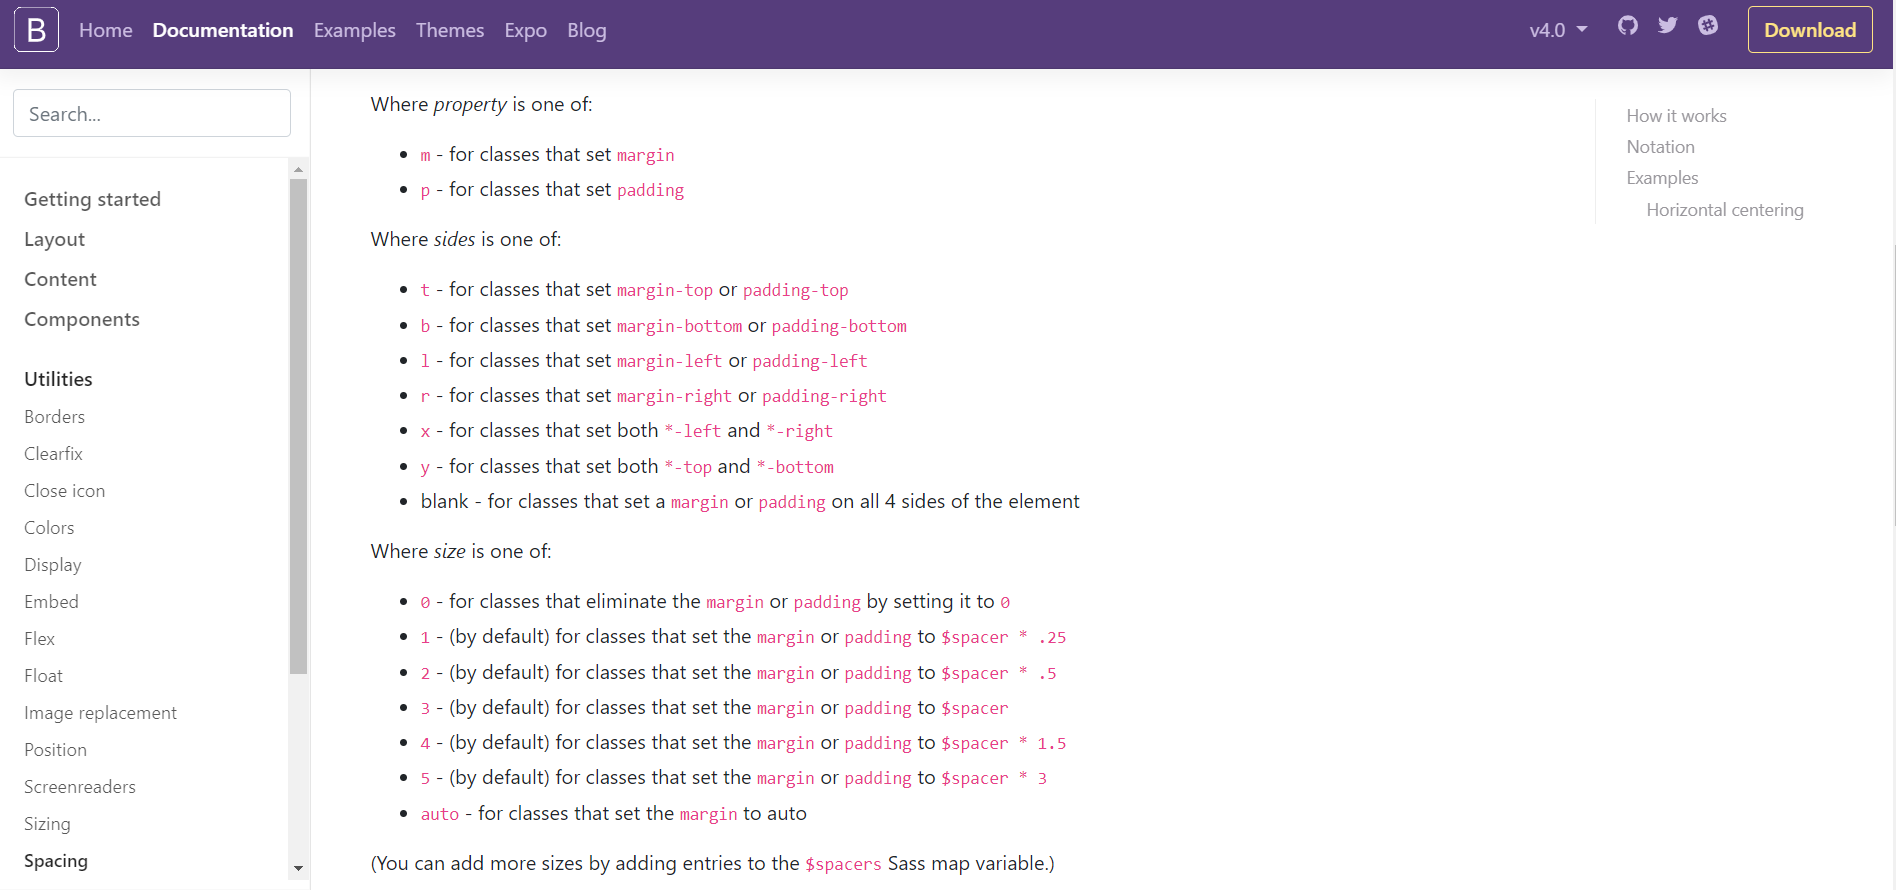 B Home Documentation Examples Themes Expo Blog v4.0 Download
Search...
Getting started
Layout
Content
Components
Utilities
Borders
Clearfix
Close icon
Colors
Display
Embed
Flex
Float
Image replacement
Position
Screenreaders
Sizing
Spacing
Where property is one of:
m - for classes that set margin
p - for classes that set padding
Where sides is one of:
t - for classes that set margin-top or padding-top
b - for classes that set margin-bottom or padding-bottom
l - for classes that set margin-left or padding-left
r - for classes that set margin-right or padding-right
x - for classes that set both *-left and *-right
y - for classes that set both *-top and *-bottom
blank - for classes that set a margin or padding on all 4 sides of the element
Where size is one of:
0 - for classes that eliminate the margin or padding by setting it to 0
1 - (by default) for classes that set the margin or padding to $spacer * .25
2 - (by default) for classes that set the margin or padding to $spacer * .5
3 - (by default) for classes that set the margin or padding to $spacer
4 - (by default) for classes that set the margin or padding to $spacer * 1.5
5 - (by default) for classes that set the margin or padding to $spacer * 3
auto - for classes that set the margin to auto
(You can add more sizes by adding entries to the $spacers Sass map variable.)
How it works
Notation
Examples
Horizontal centering